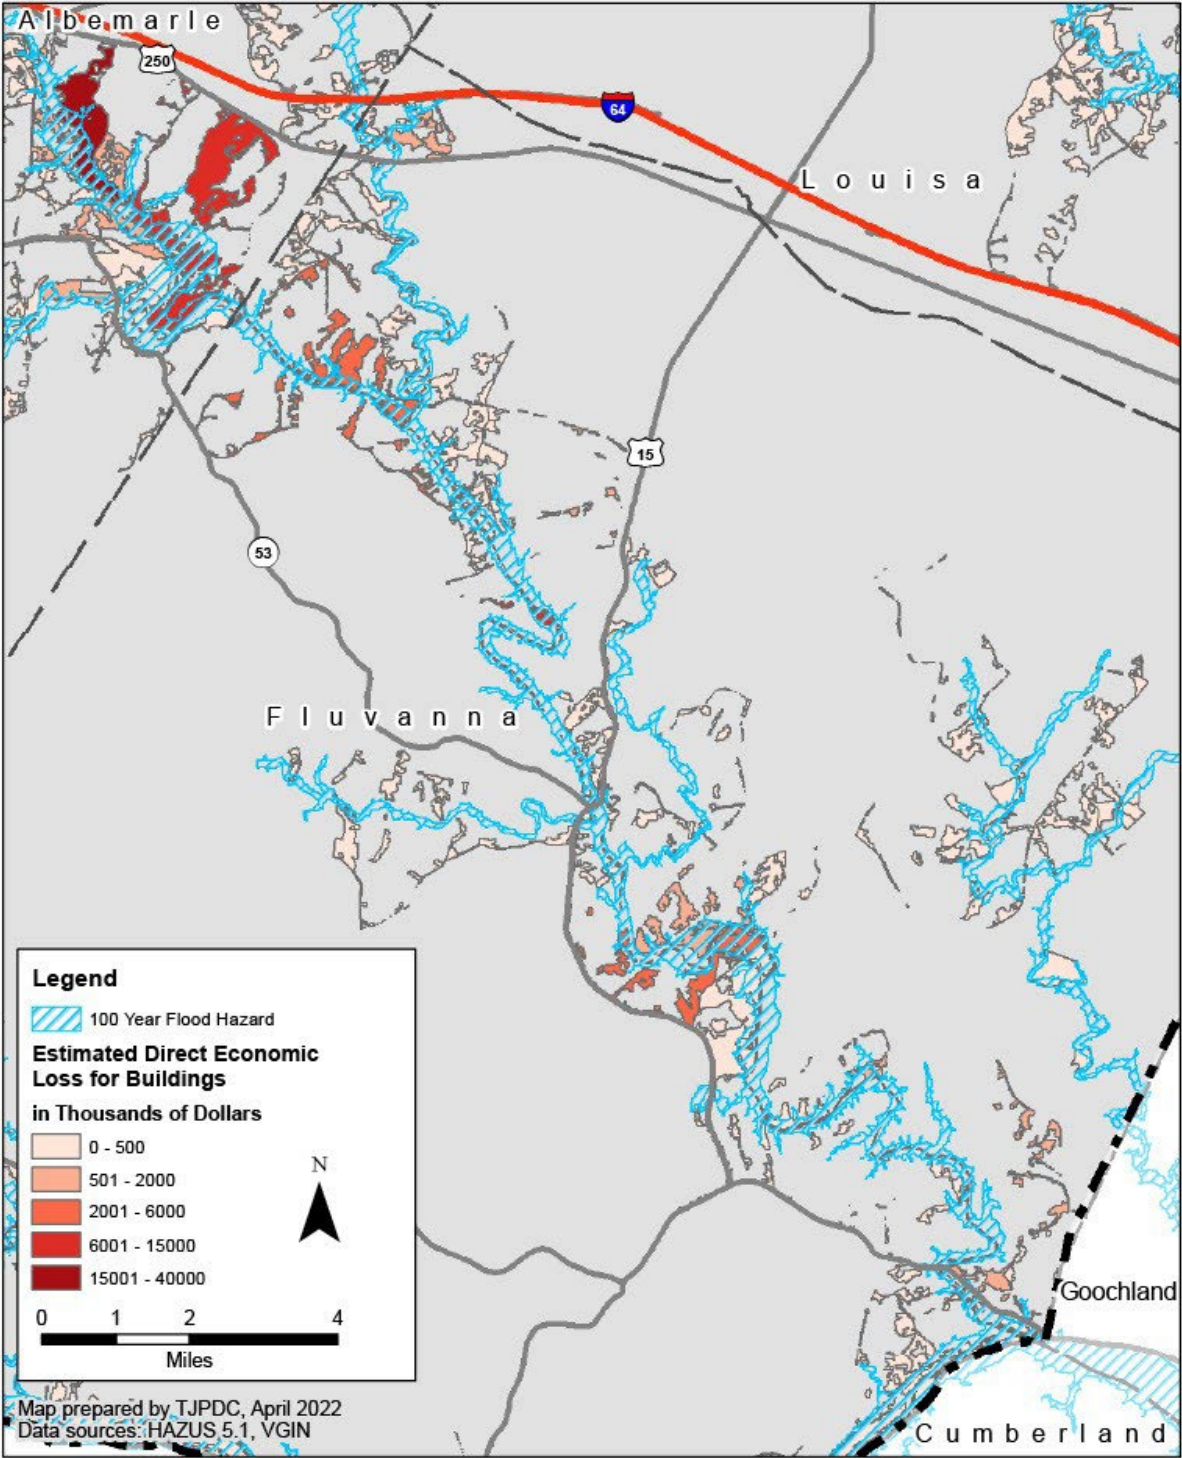 Albemarle
250
64
Louisa
15
53
Fluvanna
Legend
100 Year Flood Hazard
Estimated Direct Economic
Loss for Buildings
in Thousands of Dollars
0 - 500
501 - 2000
2001 - 6000
6001 - 15000
15001 - 40000
N
0 1 2 4
Miles
Goochland
Map prepared by TJPDC, April 2022
Data sources: HAZUS 5.1, VGIN
Cumberland